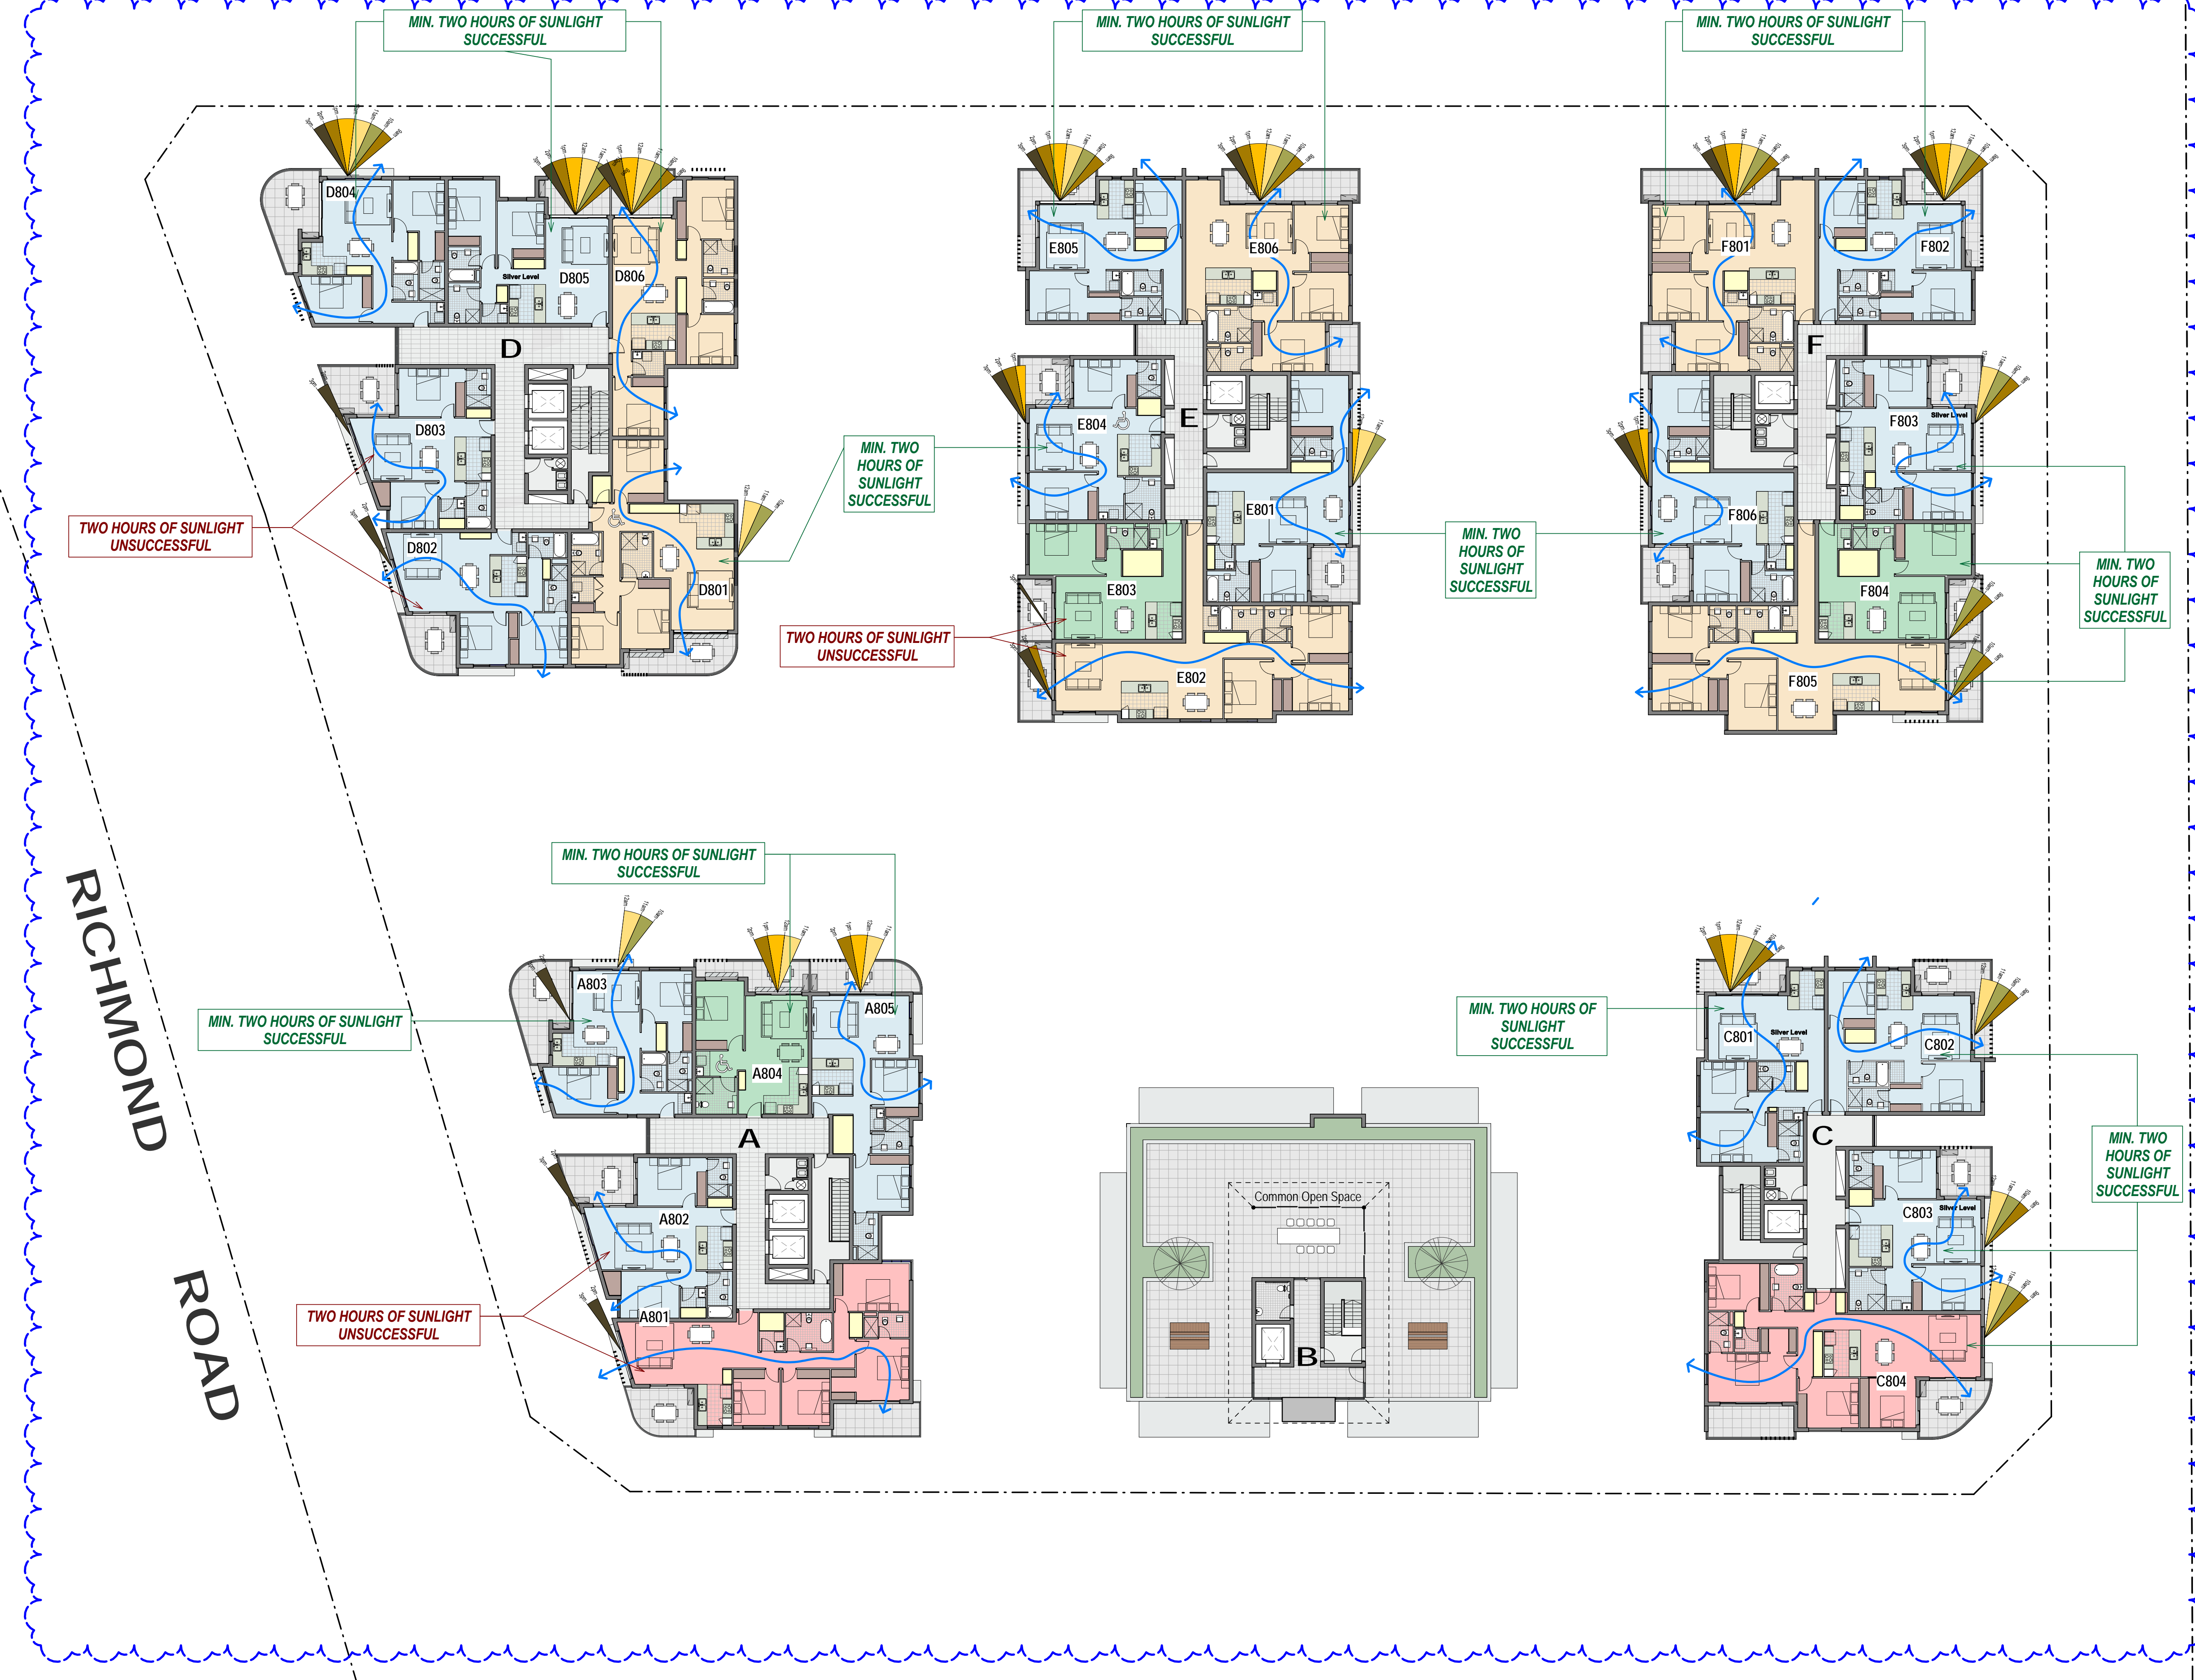 MIN. TWO HOURS OF SUNLIGHT
SUCCESSFUL
MIN. TWO HOURS OF SUNLIGHT
SUCCESSFUL
MIN. TWO HOURS OF SUNLIGHT
SUCCESSFUL
D804
D805
Silver Level
D806
D
D803
D802
D801
TWO HOURS OF SUNLIGHT
UNSUCCESSFUL
MIN. TWO
HOURS OF
SUNLIGHT
SUCCESSFUL
E805
E806
E
E804
E801
E803
E802
TWO HOURS OF SUNLIGHT
UNSUCCESSFUL
MIN. TWO
HOURS OF
SUNLIGHT
SUCCESSFUL
F801
F802
F
Silver Level
F803
F806
F804
F805
MIN. TWO
HOURS OF
SUNLIGHT
SUCCESSFUL
RICHMOND
ROAD
MIN. TWO HOURS OF SUNLIGHT
SUCCESSFUL
MIN. TWO HOURS OF SUNLIGHT
SUCCESSFUL
A803
A804
A805
A
A802
A801
TWO HOURS OF SUNLIGHT
UNSUCCESSFUL
Common Open Space
B
MIN. TWO HOURS OF
SUNLIGHT
SUCCESSFUL
Silver Level
C801
C802
C
C803
Silver Level
C804
MIN. TWO
HOURS OF
SUNLIGHT
SUCCESSFUL